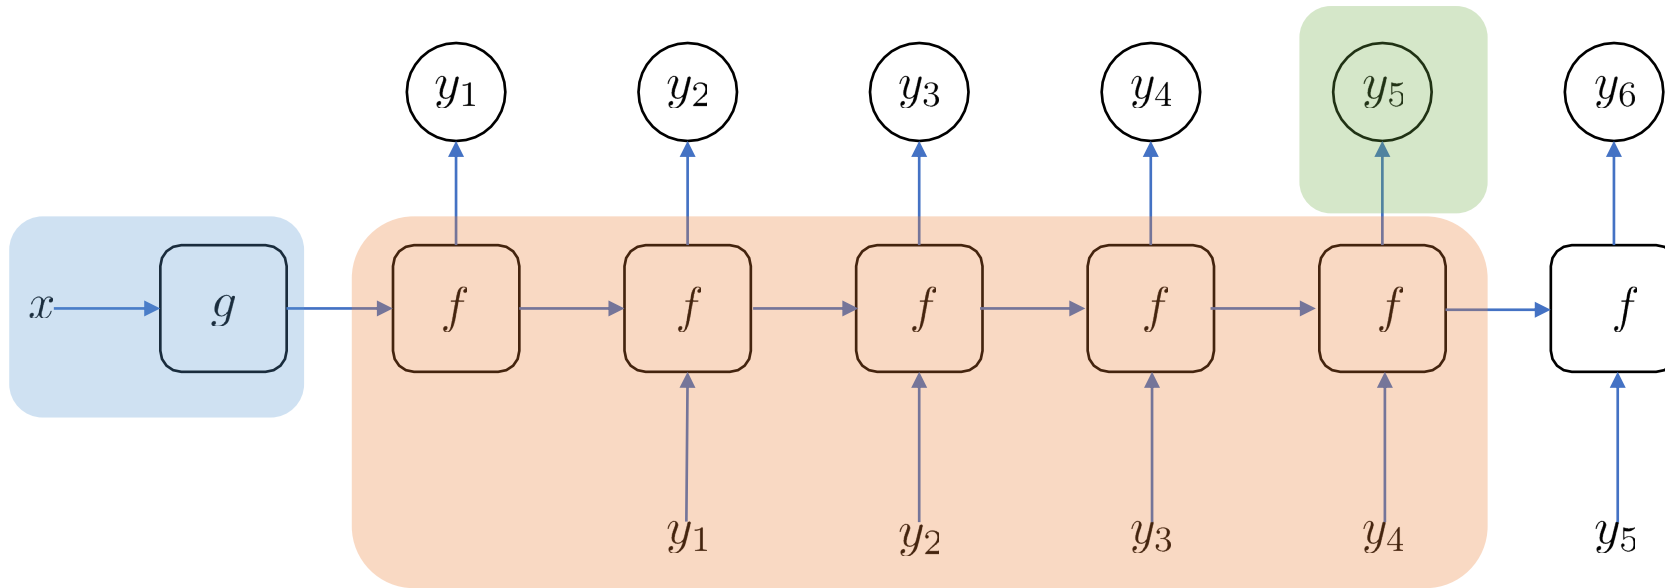 y₁ y₂ y₃ y₄ y₅ y₆
x g f f f f f f
y₁ y₂ y₃ y₄ y₅